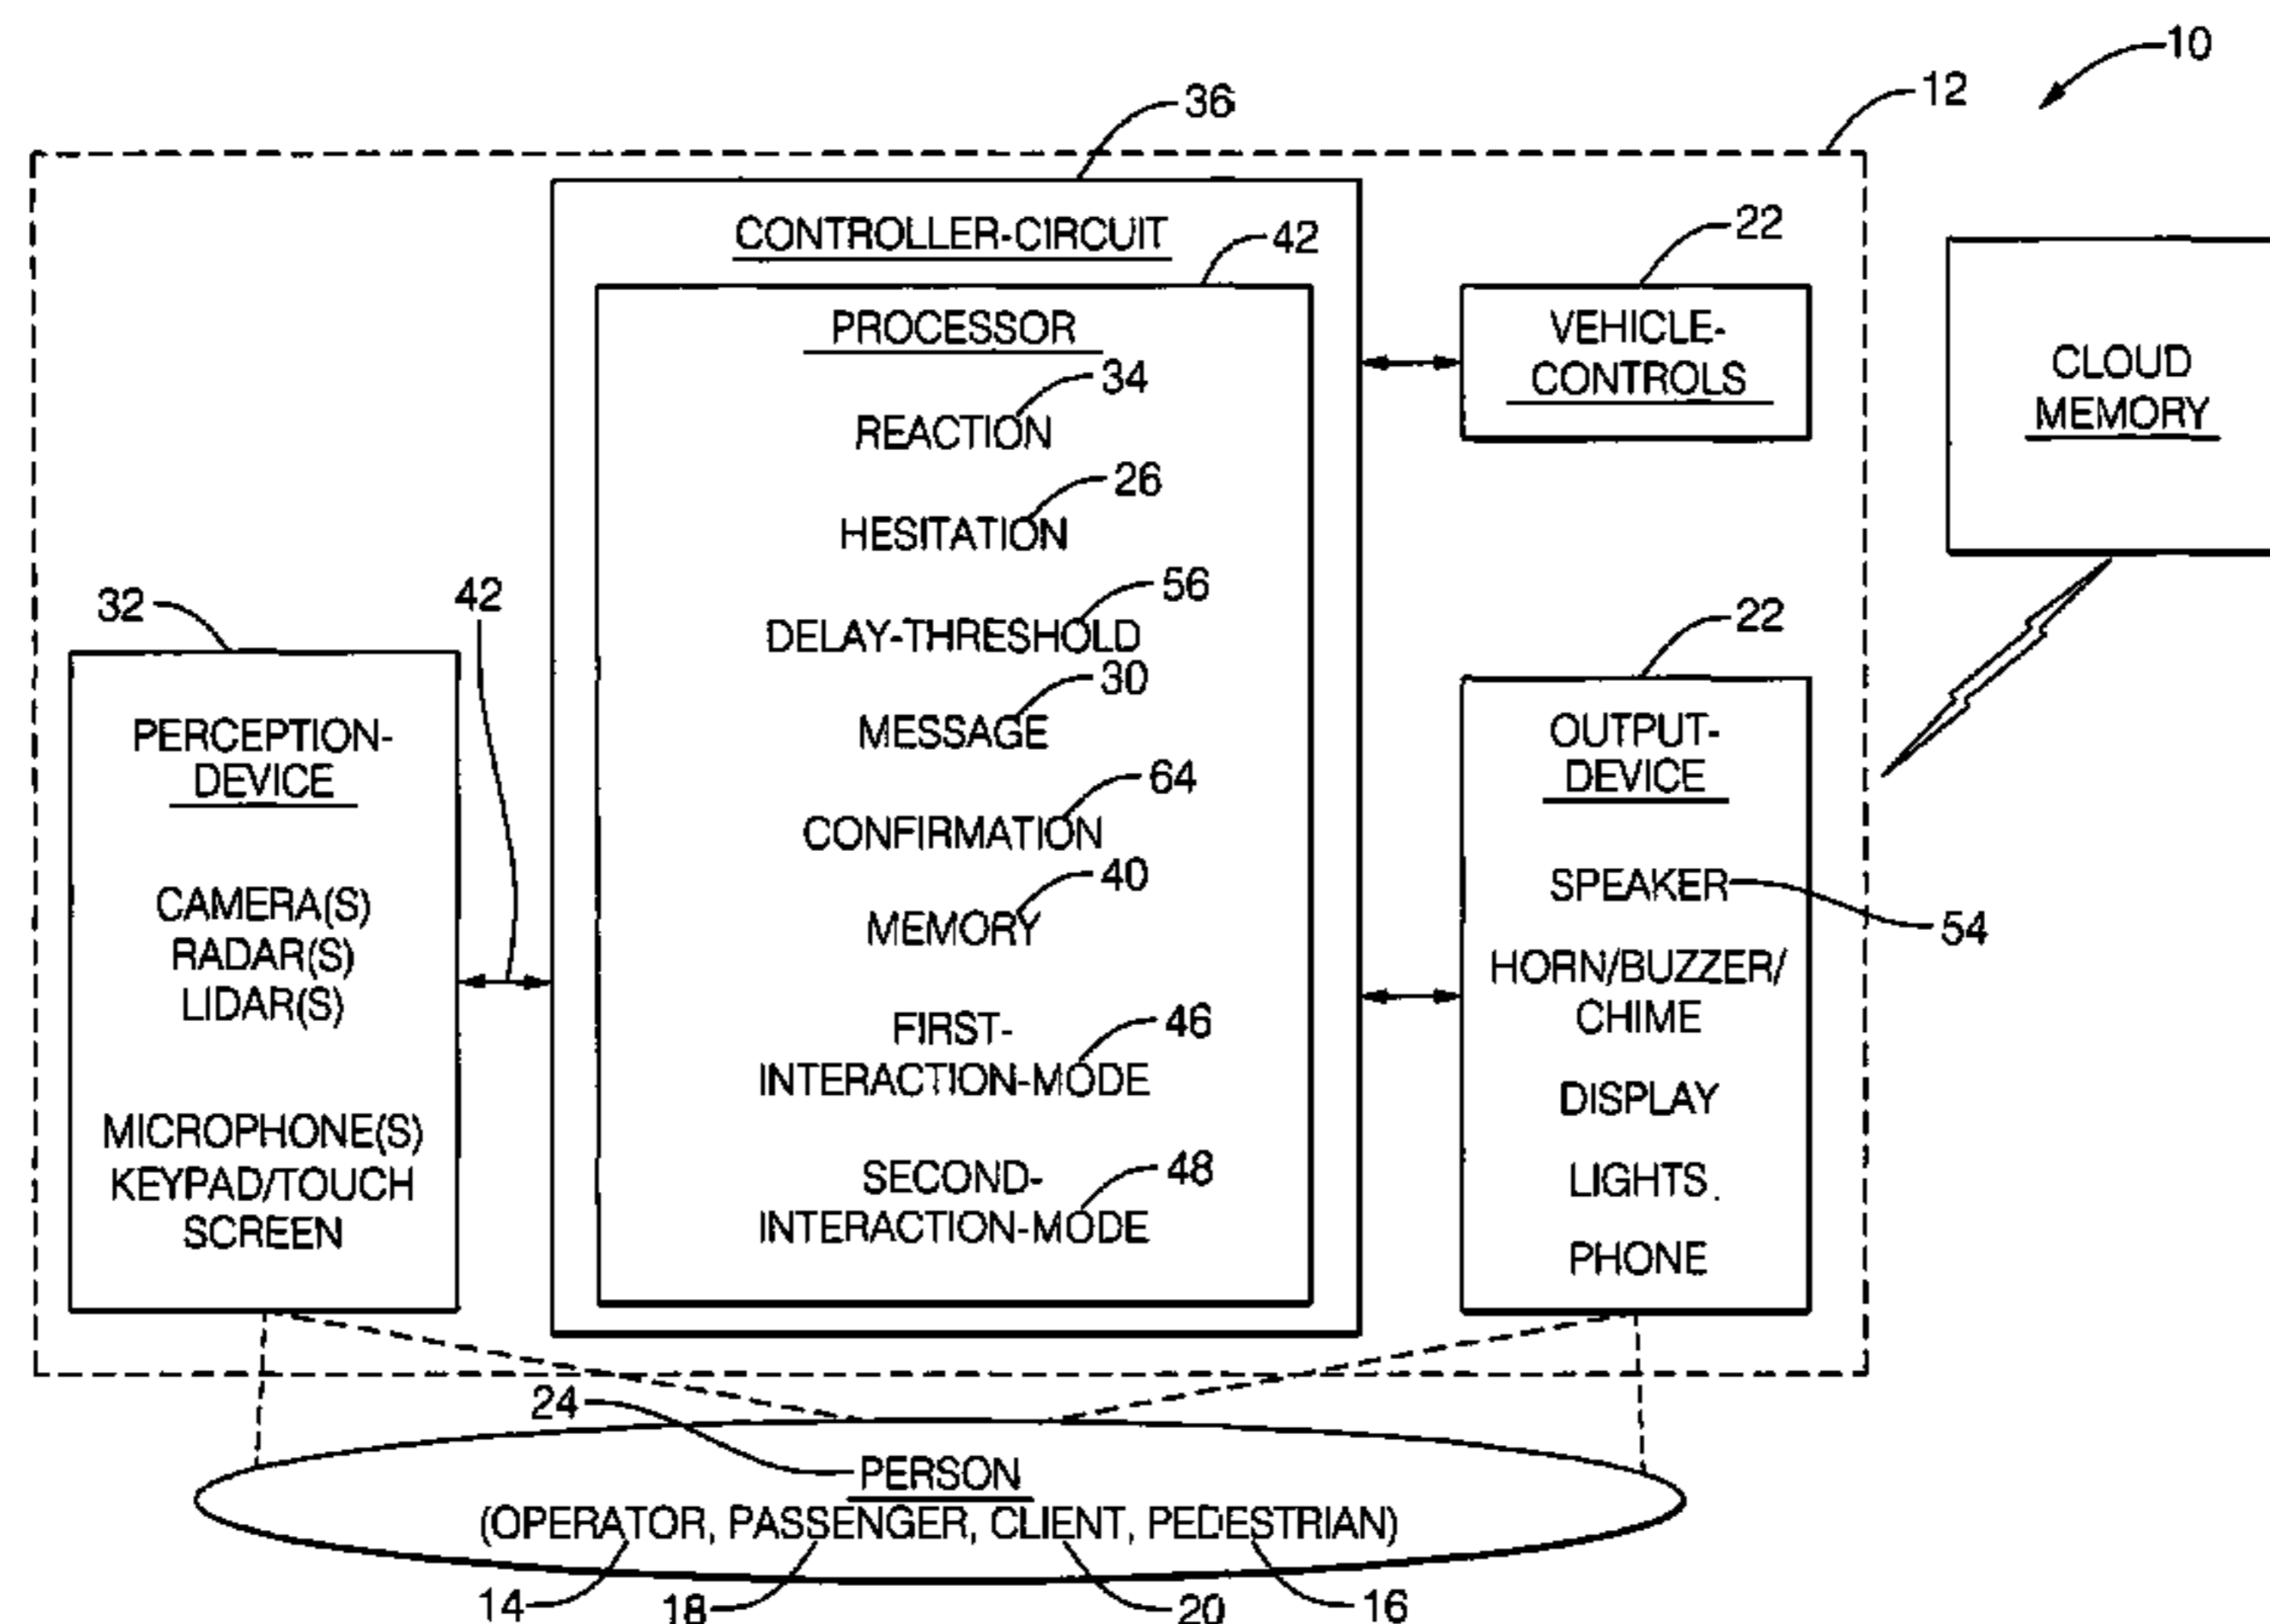 10
12
36
CONTROLLER-CIRCUIT
42
PROCESSOR
34
REACTION
26
HESITATION
56
DELAY-THRESHOLD
30
MESSAGE
64
CONFIRMATION
40
MEMORY
46
FIRST-
INTERACTION-MODE
48
SECOND-
INTERACTION-MODE
22
VEHICLE-
CONTROLS
CLOUD
MEMORY
32
42
PERCEPTION-
DEVICE
CAMERA(S)
RADAR(S)
LIDAR(S)
MICROPHONE(S)
KEYPAD/TOUCH
SCREEN
22
OUTPUT-
DEVICE
SPEAKER
54
HORN/BUZZER/
CHIME
DISPLAY
LIGHTS
PHONE
24
PERSON
(OPERATOR, PASSENGER, CLIENT, PEDESTRIAN)
14 18 20 16